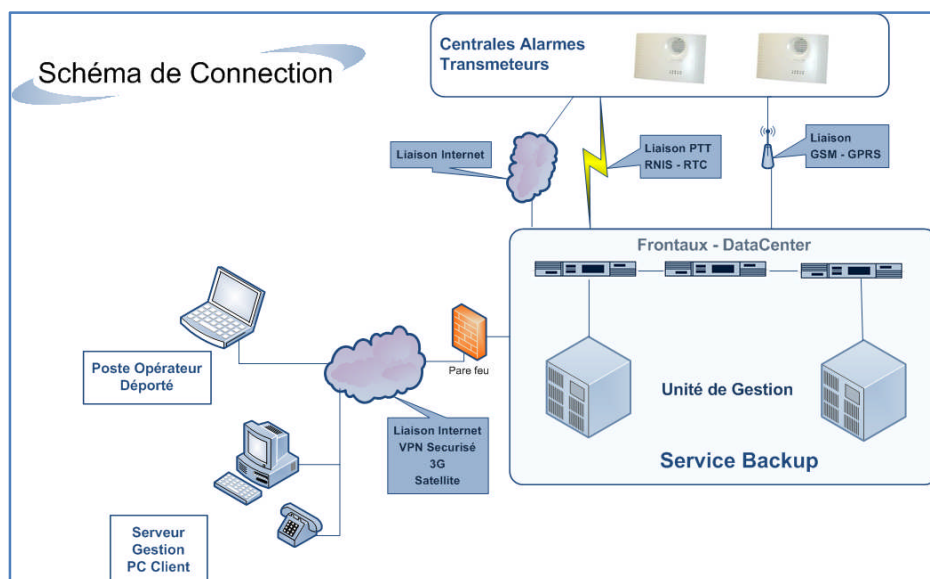 Schéma de Connection
Centrales Alarmes
Transmeteurs
Liaison Internet
Liaison PTT
RNIS - RTC
Liaison
GSM - GPRS
Frontaux - DataCenter
Unité de Gestion
Service Backup
Pare feu
Poste Opérateur
Déporté
Liaison Internet
VPN Securisé
3G
Satellite
Serveur
Gestion
PC Client